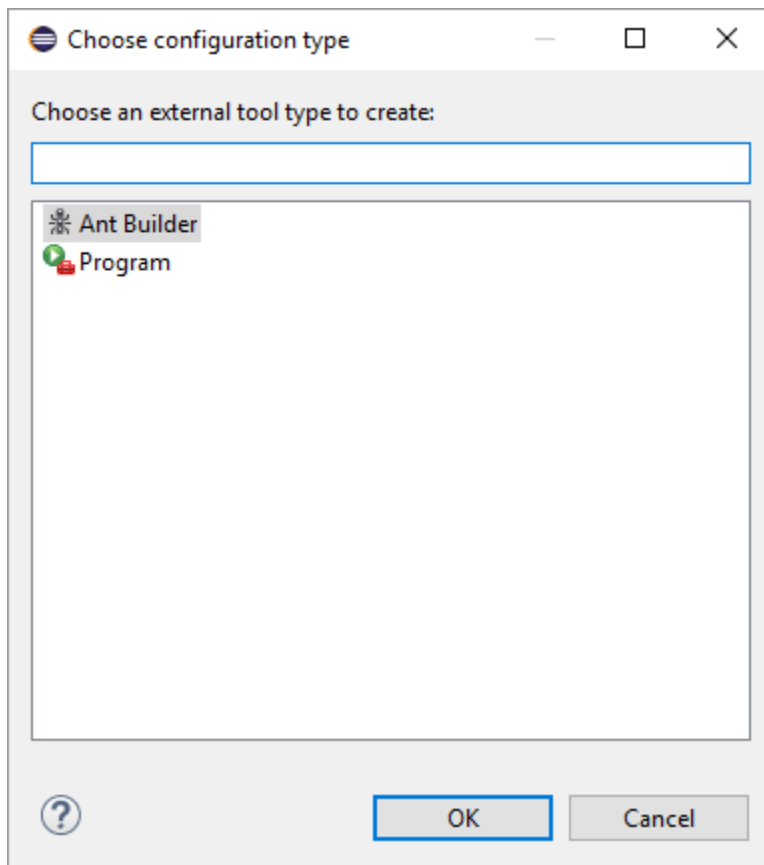 Choose configuration type
Choose an external tool type to create:
Ant Builder
Program
?
OK
Cancel